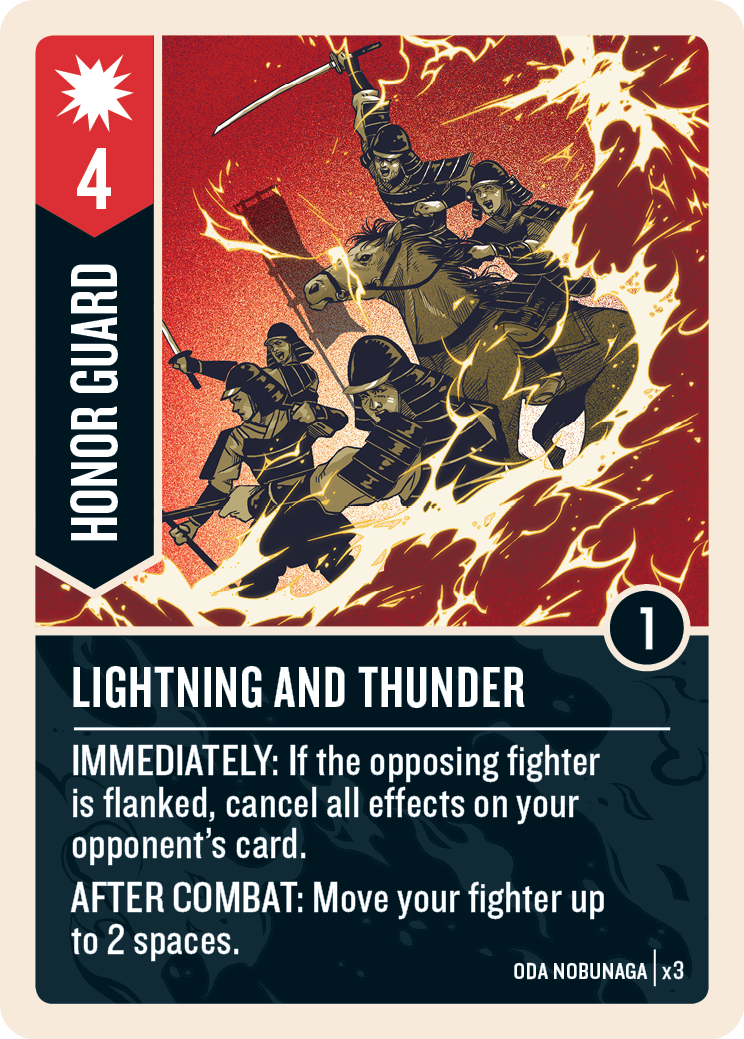 4
HONOR GUARD
1
LIGHTNING AND THUNDER
IMMEDIATELY: If the opposing fighter
is flanked, cancel all effects on your
opponent’s card.
AFTER COMBAT: Move your fighter up
to 2 spaces.
ODA NOBUNAGA | x3